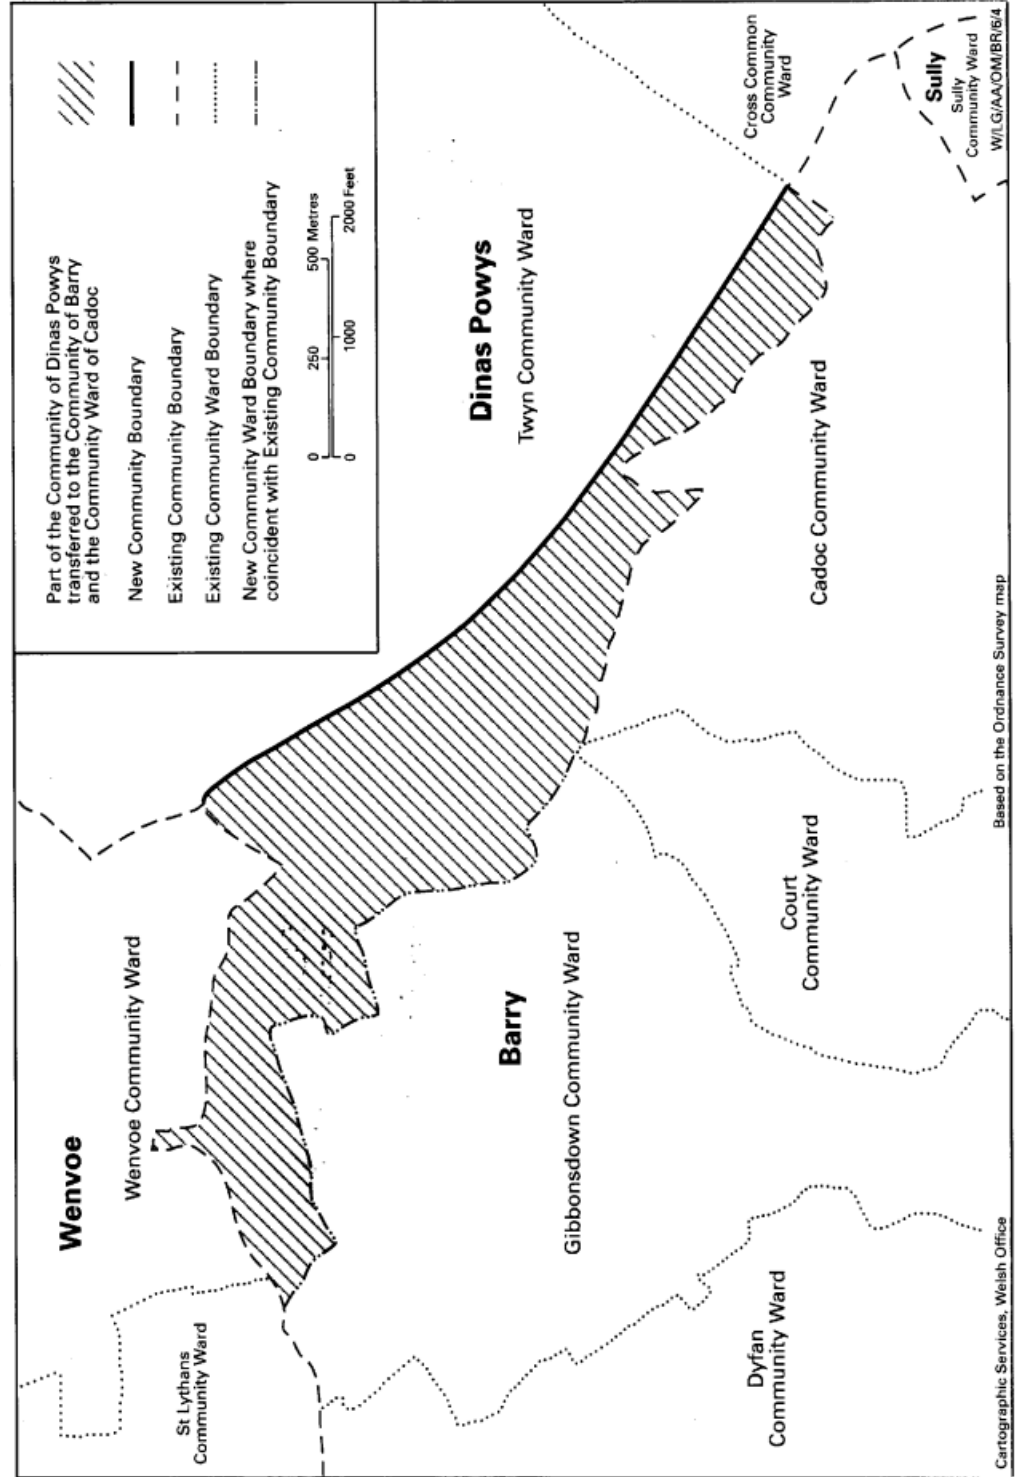 Part of the Community of Dinas Powys
transferred to the Community of Barry
and the Community Ward of Cadoc
New Community Boundary
Existing Community Boundary
Existing Community Ward Boundary
New Community Ward Boundary where
coincident with Existing Community Boundary
0 250 500 Metres
0 1000 2000 Feet
Wenvoe
Wenvoe Community Ward
St Lythans
Community Ward
Dinas Powys
Twyn Community Ward
Cross Common
Community
Ward
Sully
Sully
Community Ward
Barry
Gibbonsdown Community Ward
Cadoc Community Ward
Court
Community Ward
Dyfan
Community Ward
Cartographic Services, Welsh Office
Based on the Ordnance Survey map
W/LG/AA/OM/BR/6/4